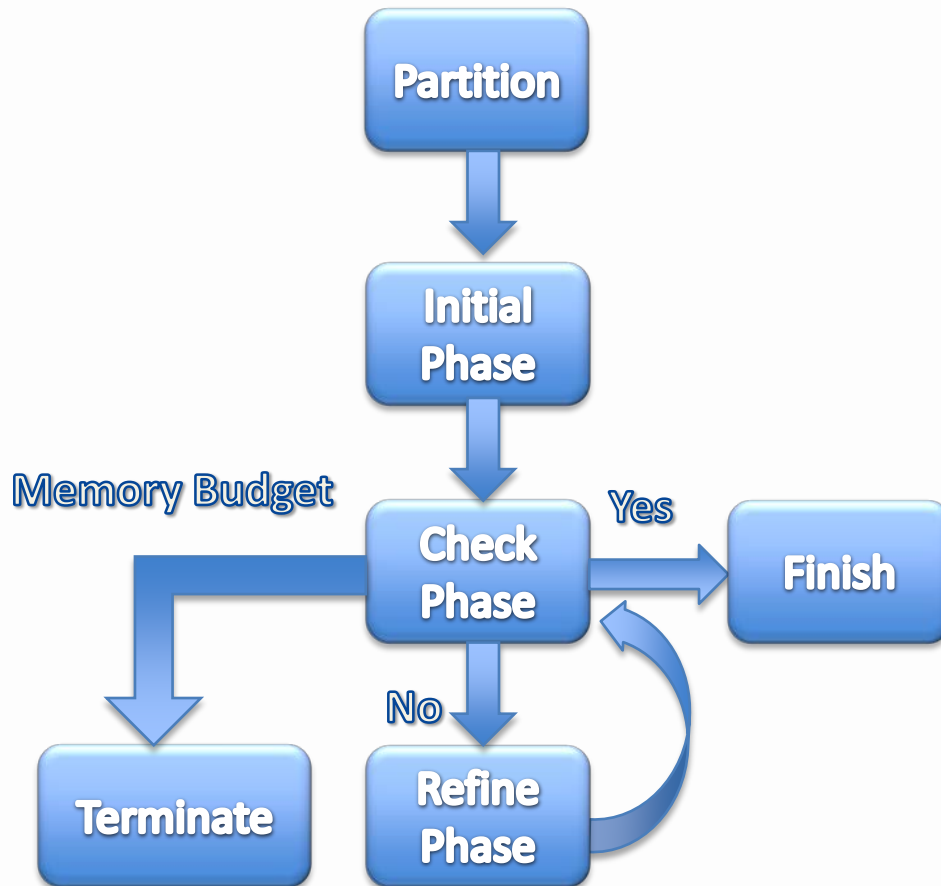 Partition
Initial
Phase
Memory Budget
Check
Phase
Yes
Finish
No
Terminate
Refine
Phase